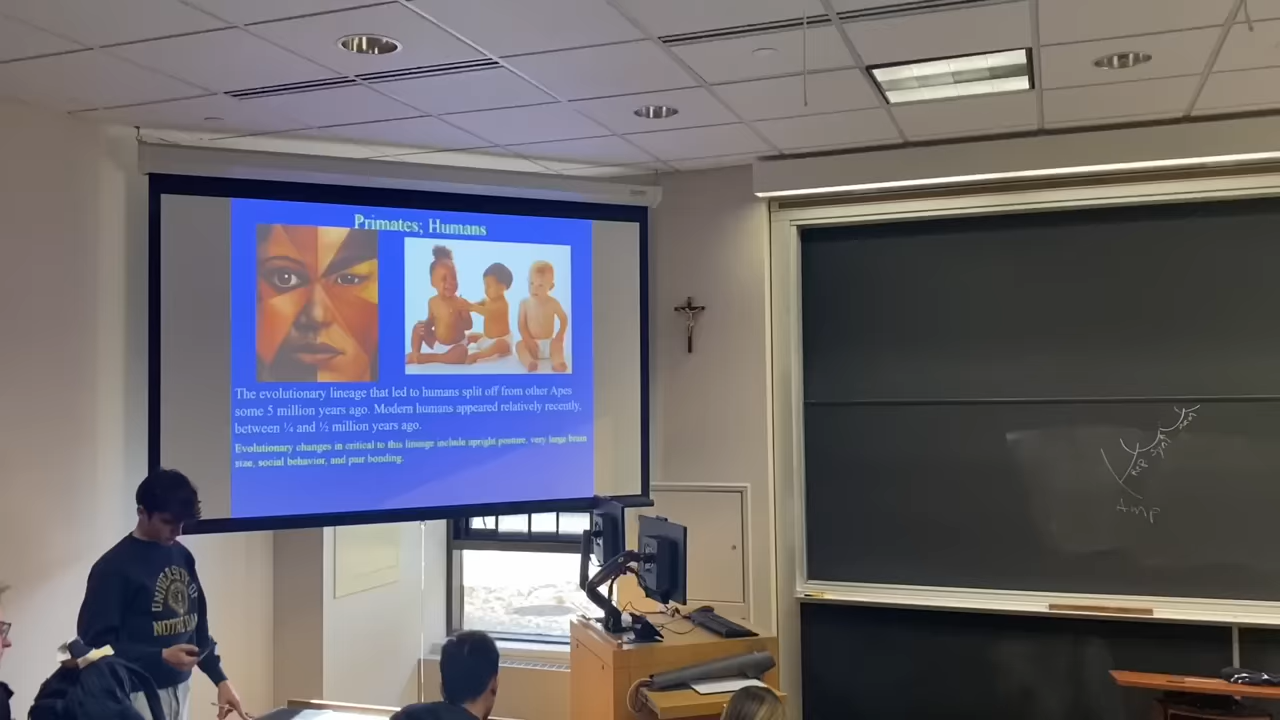 Primates; Humans
The evolutionary lineage that led to humans split off from other Apes
some 5 million years ago. Modern humans appeared relatively recently,
between ¼ and ½ million years ago.
Evolutionary changes in critical to this lineage include upright posture, very large brain
size, social behavior, and pair bonding.
UNIVERSITY OF
NOTRE DAM
Rep
Amp